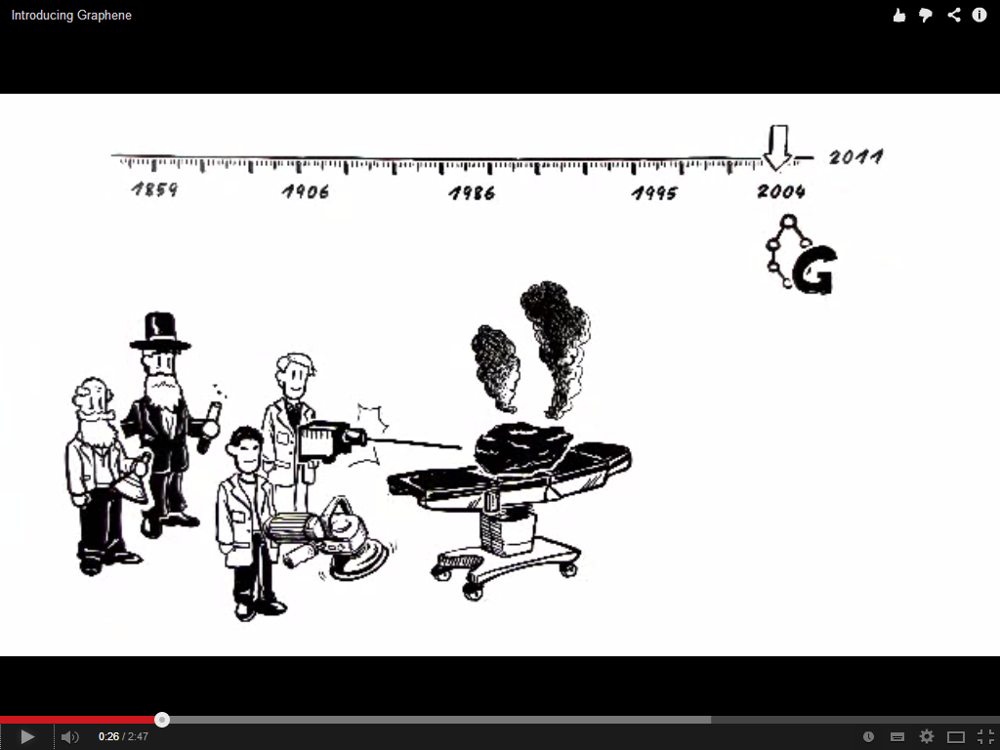 Introducing Graphene
2011
1859 1906 1986 1995 2004
G
0:26 / 2:47